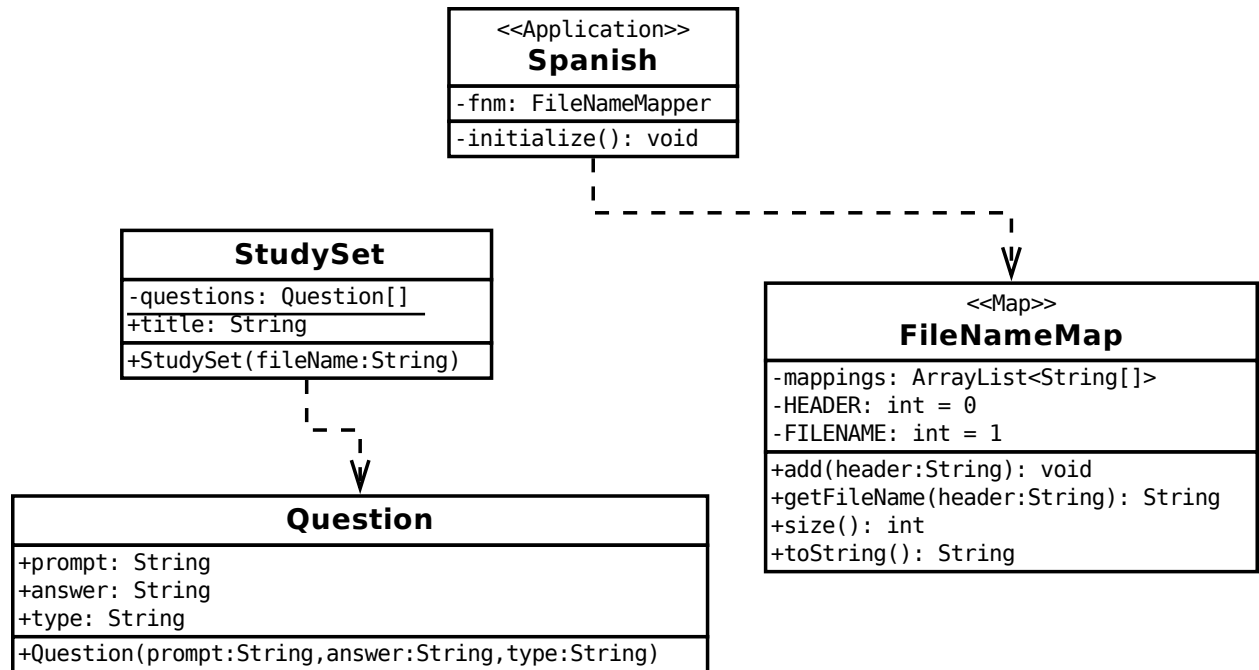 <<Application>>
Spanish
-fnm: FileNameMapper
-initialize(): void
StudySet
-questions: Question[]
+title: String
+StudySet(fileName:String)
<<Map>>
FileNameMap
-mappings: ArrayList<String[]>
-HEADER: int = 0
-FILENAME: int = 1
+add(header:String): void
+getFileName(header:String): String
+size(): int
+toString(): String
Question
+prompt: String
+answer: String
+type: String
+Question(prompt:String,answer:String,type:String)